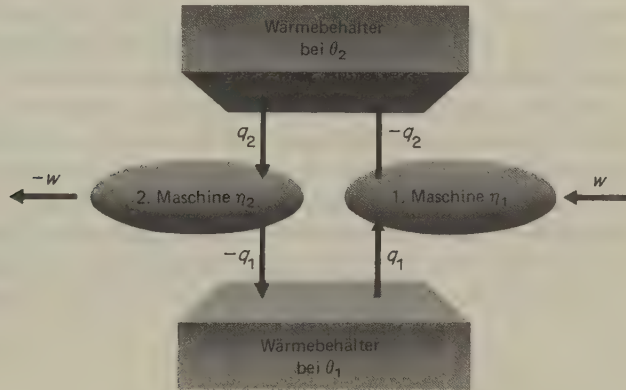 Wärmebehälter
bei θ₂
q₂
-q₂
-w
2. Maschine η₂
1. Maschine η₁
w
-q₁
q₁
Wärmebehälter
bei θ₁